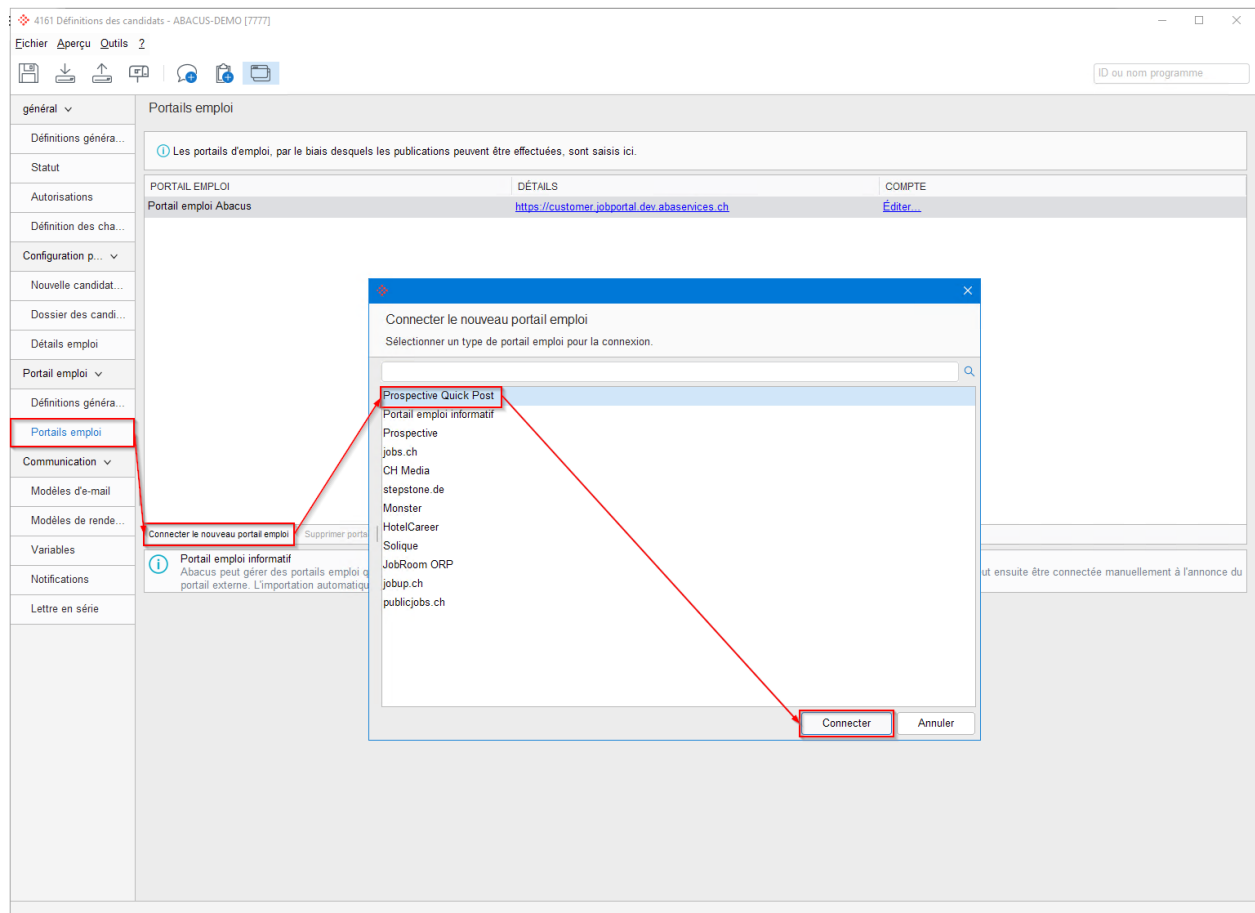 4161 Définitions des candidats - ABACUS-DEMO [7777]
Fichier Aperçu Outils ?
ID ou nom programme
général
Définitions généra...
Statut
Autorisations
Définition des cha...
Configuration p...
Nouvelle candidat...
Dossier des candi...
Détails emploi
Portail emploi
Définitions généra...
Portails emploi
Communication
Modèles d'e-mail
Modèles de rende...
Variables
Notifications
Lettre en série
Portails emploi
Les portails d'emploi, par le biais desquels les publications peuvent être effectuées, sont saisis ici.
PORTAIL EMPLOI DÉTAILS COMPTE
Portail emploi Abacus https://customer.jobportal.dev.abaservices.ch Éditer...
Connecter le nouveau portail emploi
Sélectionner un type de portail emploi pour la connexion.
Prospective Quick Post
Portail emploi informatif
Prospective
jobs.ch
CH Media
stepstone.de
Monster
HotelCareer
Solique
JobRoom ORP
jobup.ch
publicjobs.ch
Connecter Annuler
Connecter le nouveau portail emploi Supprimer porta
Portail emploi informatif
Abacus peut gérer des portails emploi q ut ensuite être connectée manuellement à l'annonce du
portail externe. L'importation automatiqu